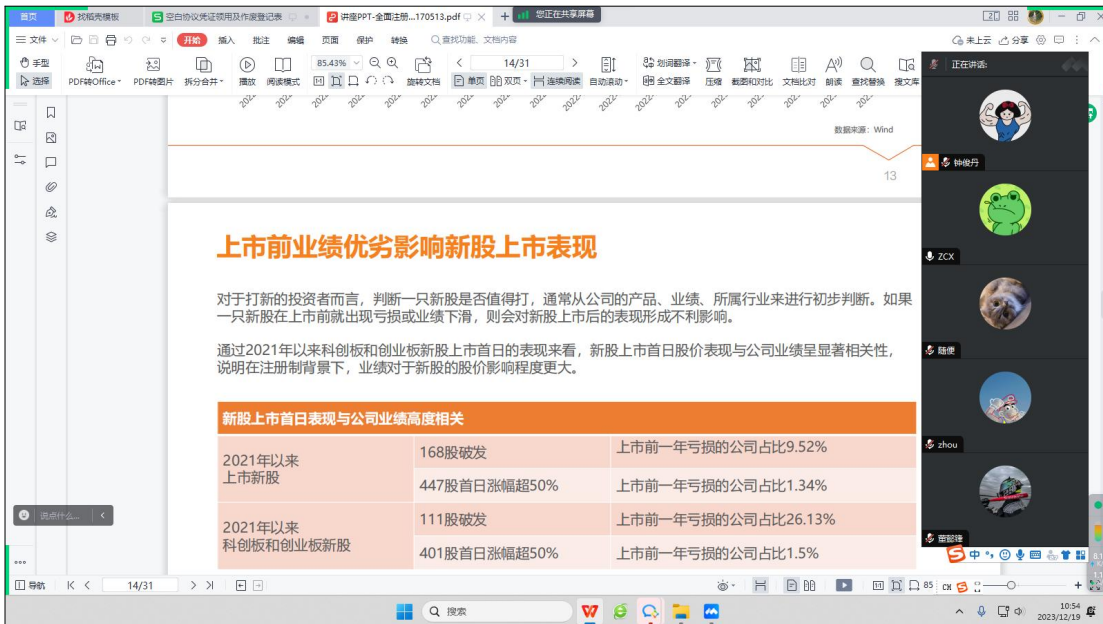 首页
找稻壳模板
空白协议凭证领用及作废登记表
讲座PPT-全面注册...170513.pdf
您正在共享屏幕
三 文件
开始
插入
批注
编辑
页面
保护
转换
查找功能、文档内容
未上云
分享
手型
选择
PDF转Office
PDF转图片
拆分合并
播放
阅读模式
85.43%
旋转文档
14/31
单页
双页
连续阅读
自动滚动
划词翻译
全文翻译
压缩
截图和对比
文档比对
朗读
查找替换
搜文库
正在讲话:
数据来源：Wind
13
钟俊丹
ZCX
随便
zhou
上市前业绩优劣影响新股上市表现
对于打新的投资者而言，判断一只新股是否值得打，通常从公司的产品、业绩、所属行业来进行初步判断。如果
一只新股在上市前就出现亏损或业绩下滑，则会对新股上市后的表现形成不利影响。
通过2021年以来科创板和创业板新股上市首日的表现来看，新股上市首日股价表现与公司业绩呈显著相关性，
说明在注册制背景下，业绩对于新股的股价影响程度更大。
新股上市首日表现与公司业绩高度相关
2021年以来
上市新股
168股破发
上市前一年亏损的公司占比9.52%
447股首日涨幅超50%
上市前一年亏损的公司占比1.34%
2021年以来
科创板和创业板新股
111股破发
上市前一年亏损的公司占比26.13%
401股首日涨幅超50%
上市前一年亏损的公司占比1.5%
说点什么...
中
导航
14/31
85
CH
搜索
10:54
2023/12/19